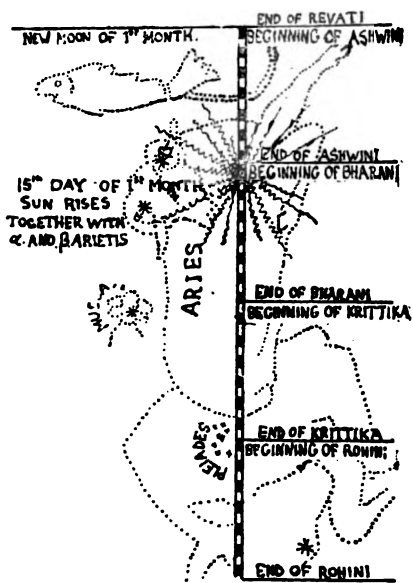 END OF REVATI
NEW MOON OF 1ST MONTH.
BEGINNING OF ASHWINI
END OF ASHWINI
BEGINNING OF BHARANI
15TH DAY OF 1ST MONTH
SUN RISES
TOGETHER WITH
α. AND β ARIETIS
ARIES
END OF BHARANI
BEGINNING OF KRITTIKA
PLEIADES
END OF KRITTIKA
BEGINNING OF ROHINI
END OF ROHINI